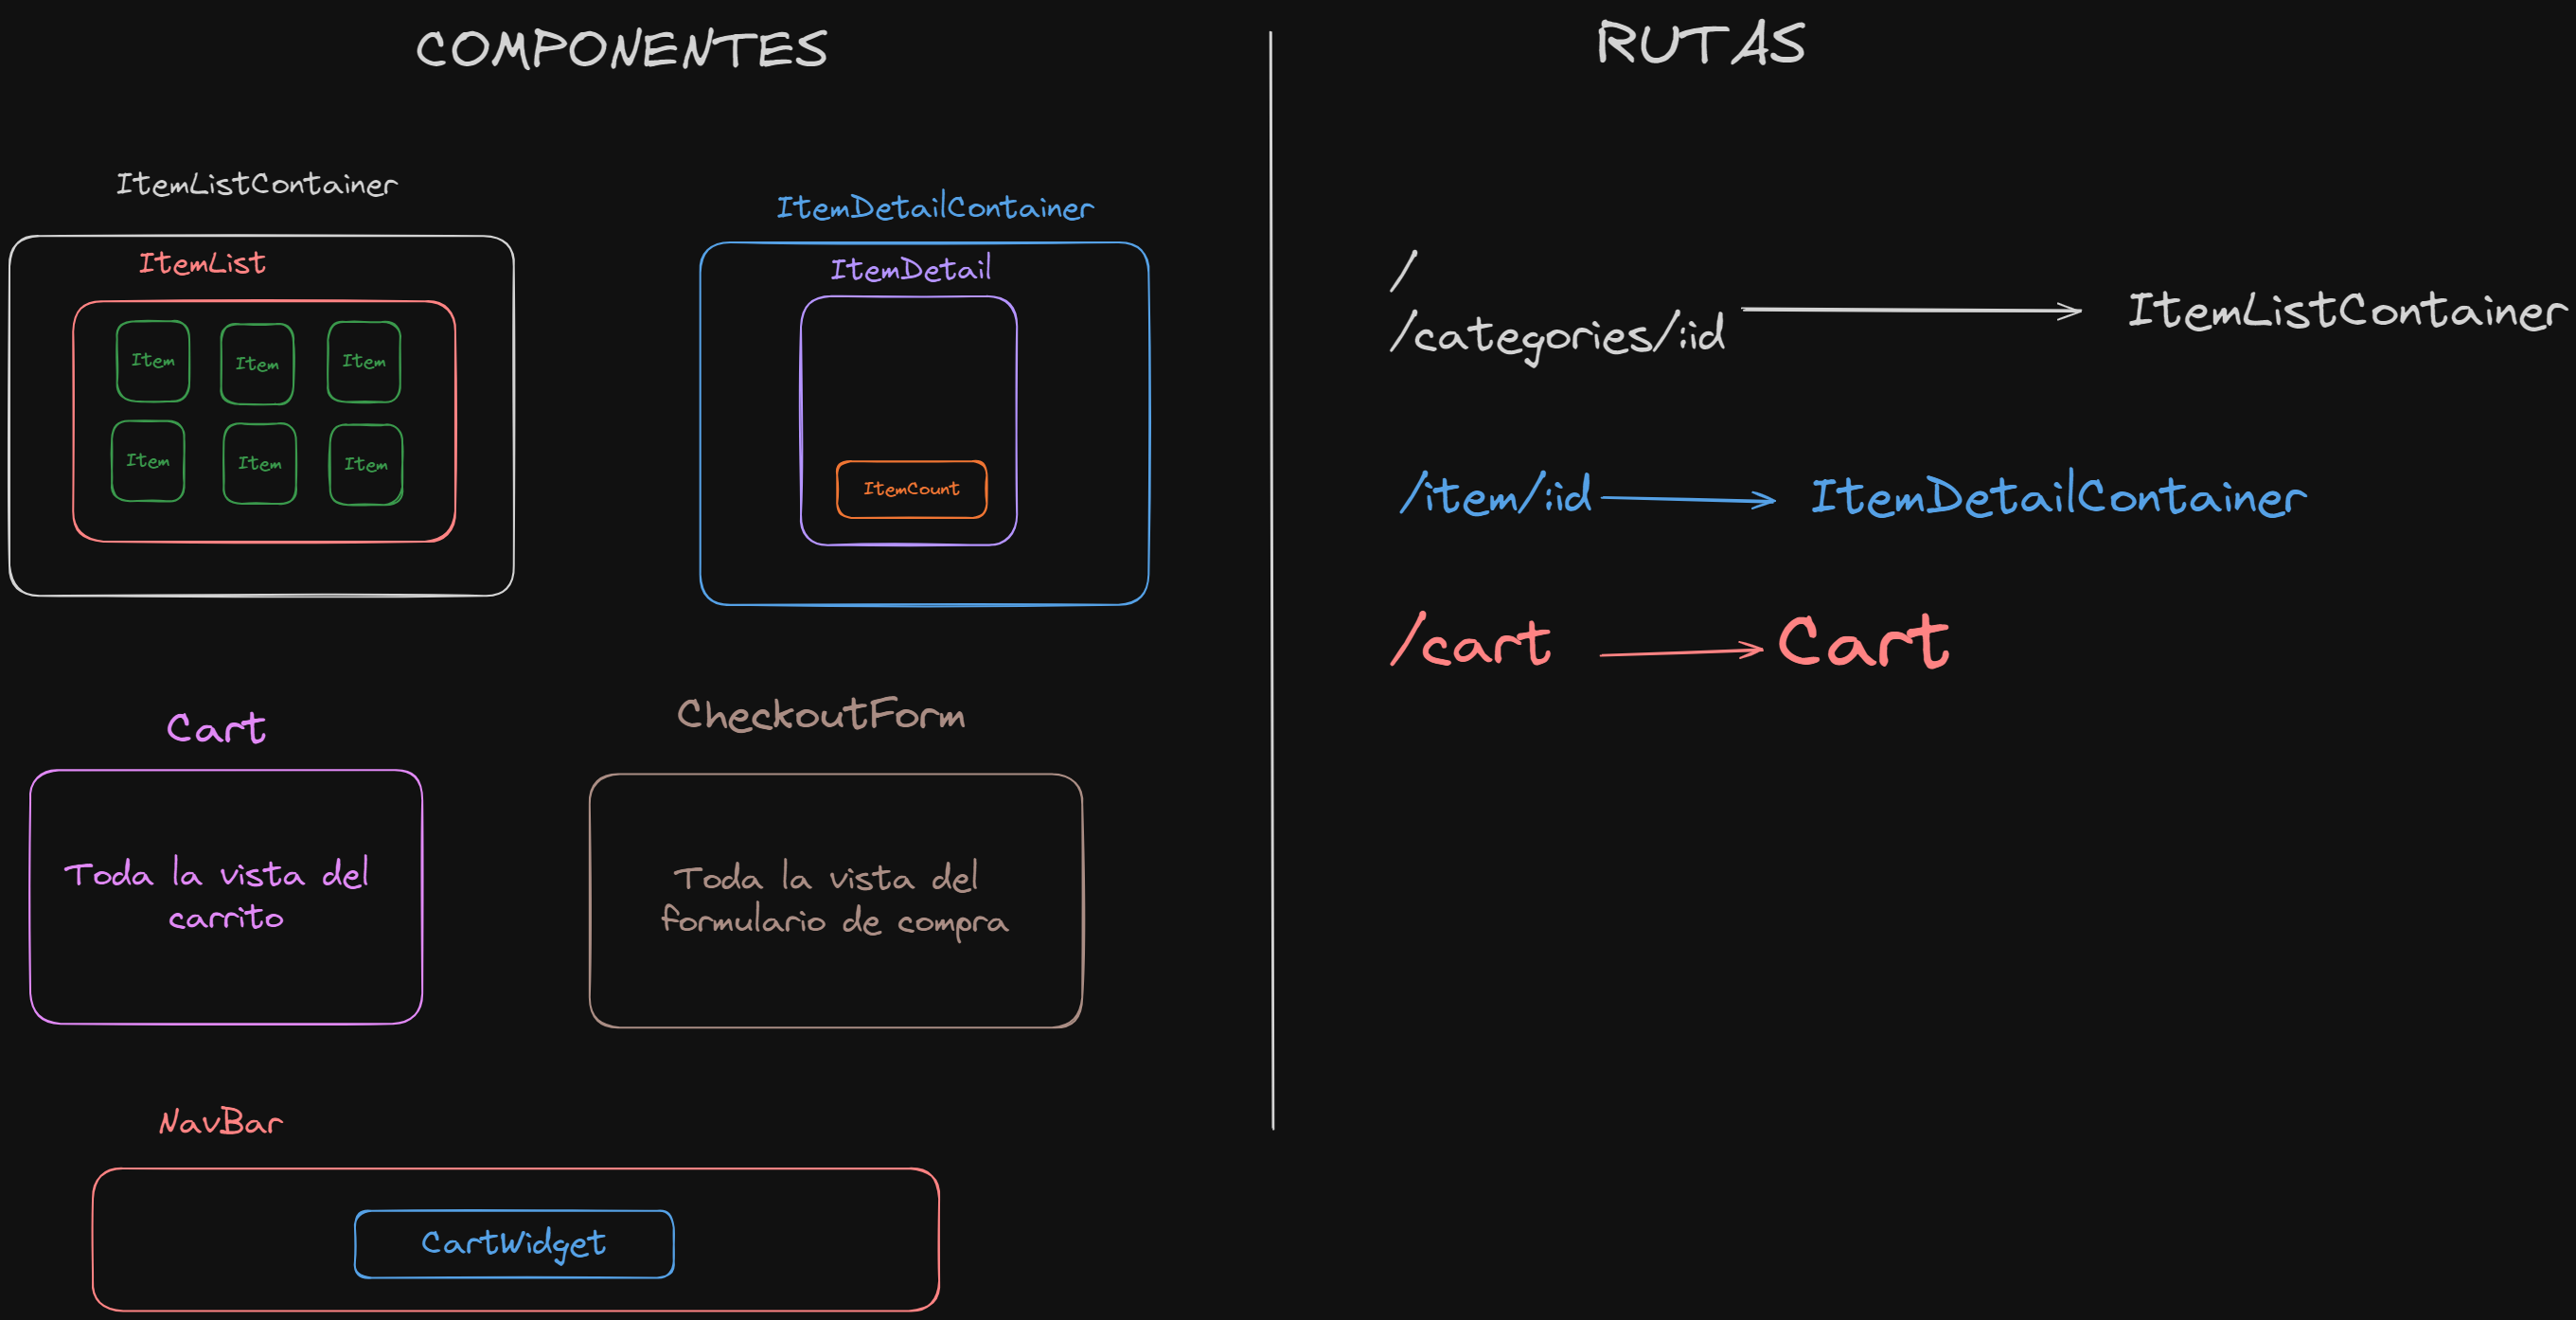 COMPONENTES
ItemListContainer
ItemList
Item
Item
Item
Item
Item
Item
ItemDetailContainer
ItemDetail
ItemCount
Cart
Toda la vista del
carrito
CheckoutForm
Toda la vista del
formulario de compra
NavBar
CartWidget
RUTAS
/
/categories/:id
ItemListContainer
/item/:id
ItemDetailContainer
/cart
Cart